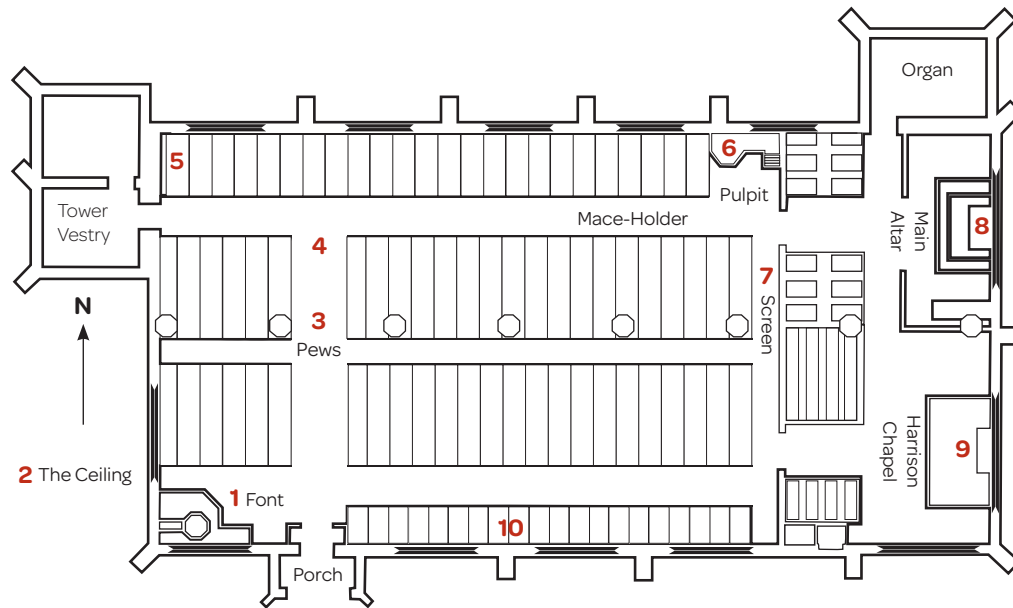 Organ
5
6
Tower
Vestry
Pulpit
Mace-Holder
Main
Altar
8
4
7
N
3
Screen
Pews
Harrison
Chapel
9
2 The Ceiling
1 Font
10
Porch